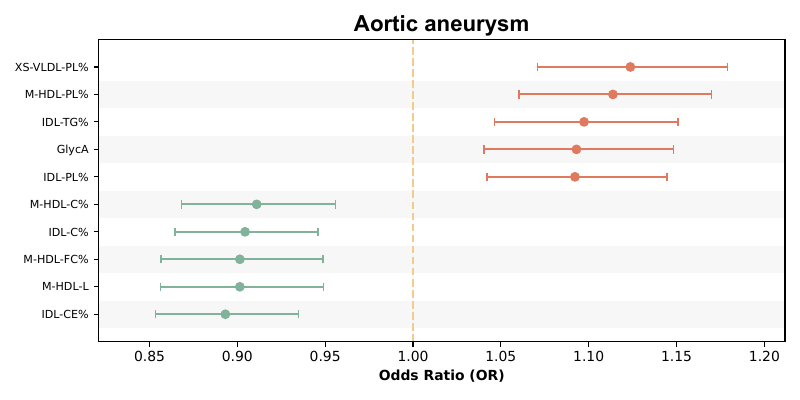 Aortic aneurysm
XS-VLDL-PL%
M-HDL-PL%
IDL-TG%
GlycA
IDL-PL%
M-HDL-C%
IDL-C%
M-HDL-FC%
M-HDL-L
IDL-CE%
0.85 0.90 0.95 1.00 1.05 1.10 1.15 1.20
Odds Ratio (OR)